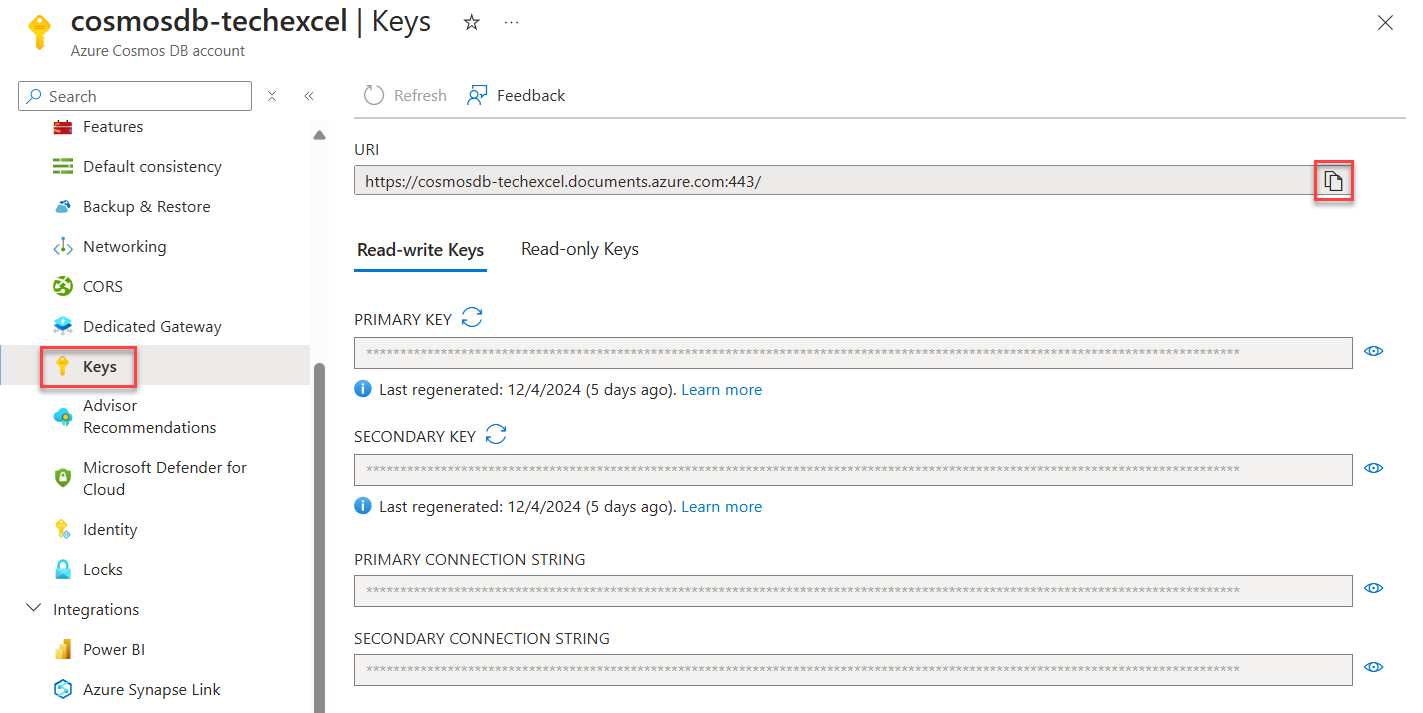 cosmosdb-techexcel | Keys ☆ ...
Azure Cosmos DB account
Search
Features
Default consistency
Backup & Restore
Networking
CORS
Dedicated Gateway
Keys
Advisor
Recommendations
Microsoft Defender for
Cloud
Identity
Locks
Integrations
Power BI
Azure Synapse Link
Refresh
Feedback
URI
https://cosmosdb-techexcel.documents.azure.com:443/
Read-write Keys
Read-only Keys
PRIMARY KEY
Last regenerated: 12/4/2024 (5 days ago). Learn more
SECONDARY KEY
Last regenerated: 12/4/2024 (5 days ago). Learn more
PRIMARY CONNECTION STRING
SECONDARY CONNECTION STRING